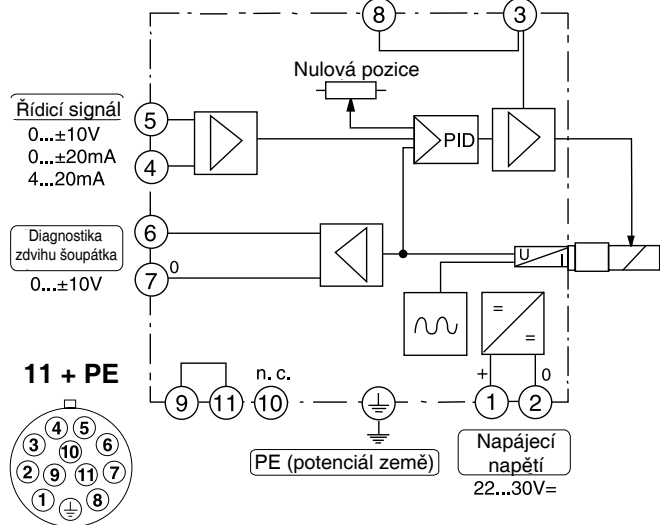 8 3
Nulová pozice
Řídicí signál
0...±10V
0...±20mA
4...20mA
5
4
PID
Diagnostika
zdvihu šoupátka
0...±10V
6
7 0
U
I
=
=
11 + PE
n. c.
+ 0
9 11 10 1 2
PE (potenciál země)
Napájecí
napětí
22...30V=
4 5
3 10 6
2 9 11 7
1 8